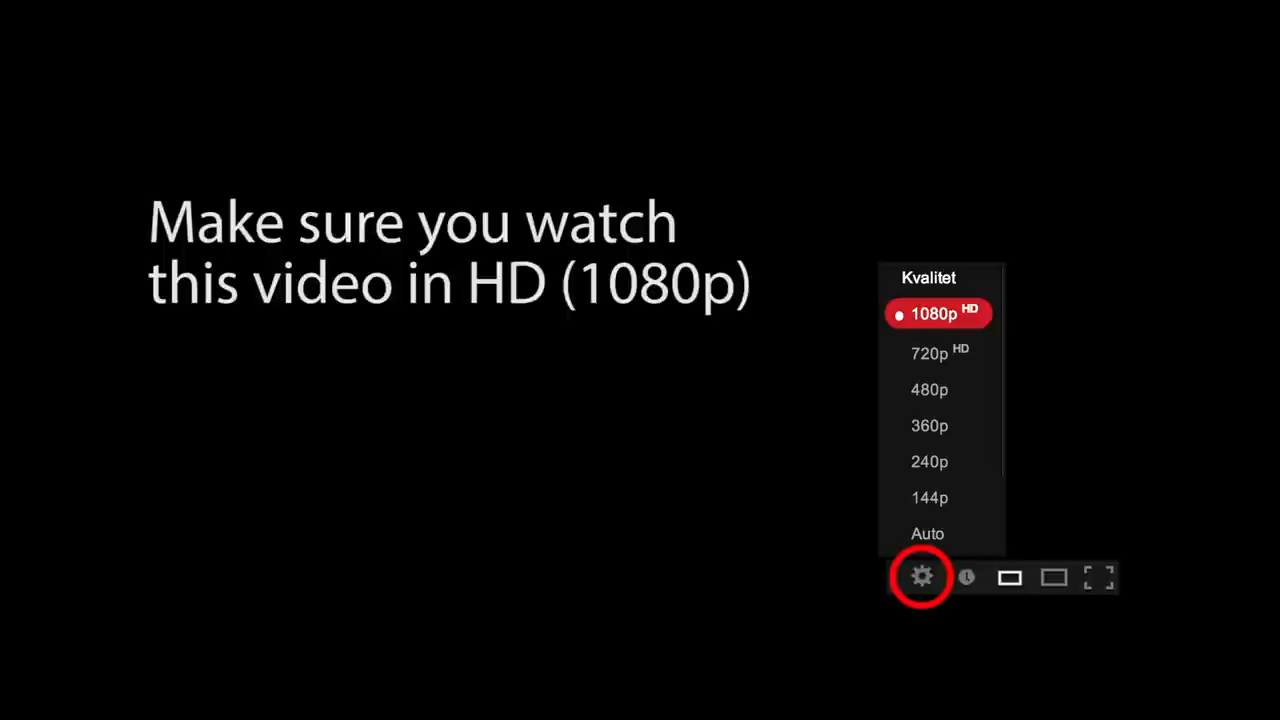 Make sure you watch
this video in HD (1080p)
Kvalitet
1080p HD
720p HD
480p
360p
240p
144p
Auto